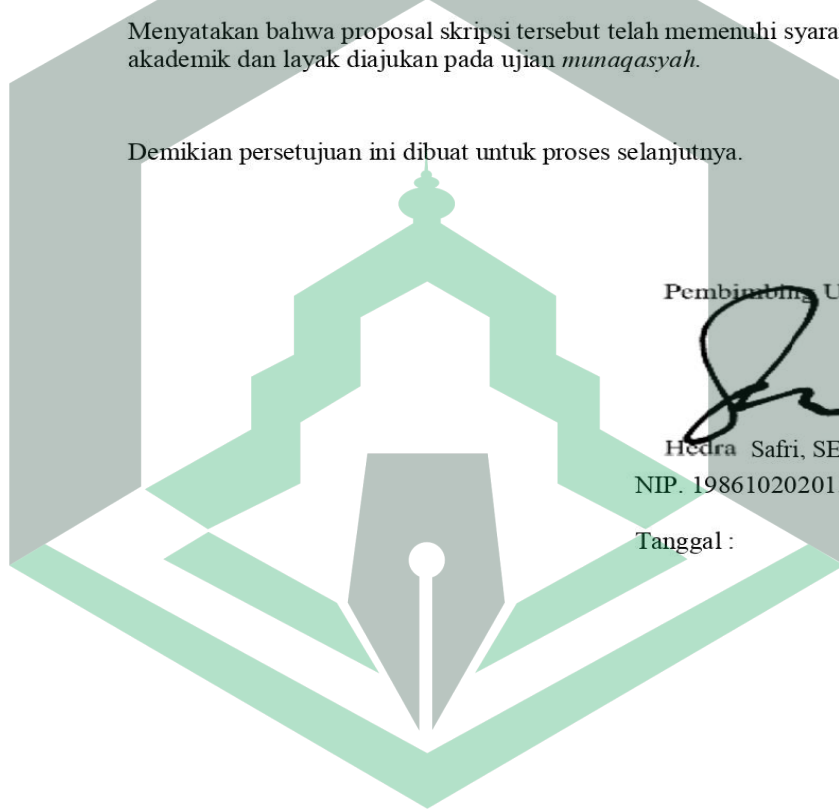 Menyatakan bahwa proposal skripsi tersebut telah memenuhi syara
akademik dan layak diajukan pada ujian munaqasyah.
Demikian persetujuan ini dibuat untuk proses selanjutnya.
Pembimbing U
Hedra Safri, SE
NIP. 19861020201
Tanggal :